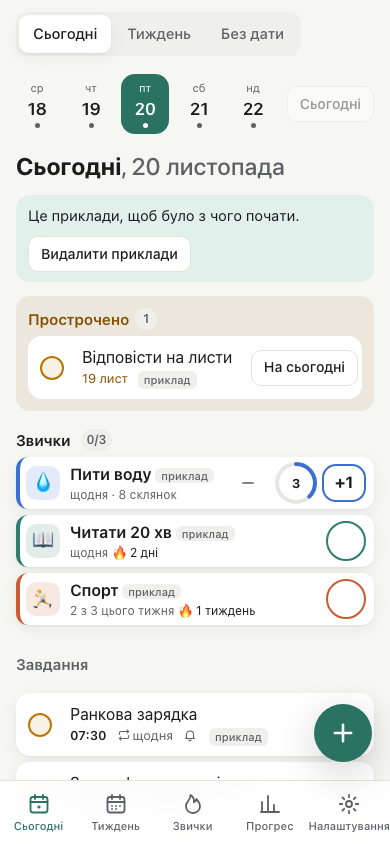 Сьогодні Тиждень Без дати
ср чт пт сб нд
18 19 20 21 22 Сьогодні
Сьогодні, 20 листопада
Це приклади, щоб було з чого почати.
Видалити приклади
Прострочено 1
Відповісти на листи
19 лист приклад
На сьогодні
Звички 0/3
Пити воду приклад
щодня · 8 склянок
— 3 +1
Читати 20 хв приклад
щодня 🔥 2 дні
Спорт приклад
2 з 3 цього тижня 🔥 1 тиждень
Завдання
Ранкова зарядка
07:30 щодня приклад
Сьогодні Тиждень Звички Прогрес Налаштування